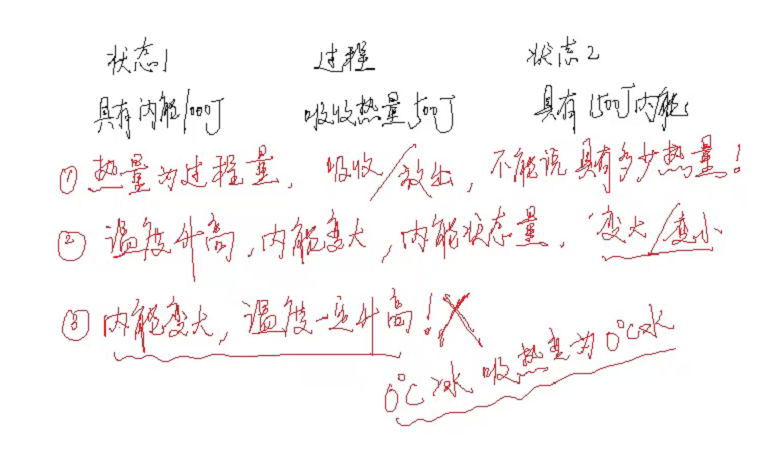 状态1 过程 状态2
具有内能1000J 吸收热量500J 具有1500J内能
①热量为过程量，吸收/放出，不能说具有多少热量！
②温度升高，内能变大，内能状态量，变大/变小
③内能变大，温度一定升高！╳
0℃冰吸热变为0℃水